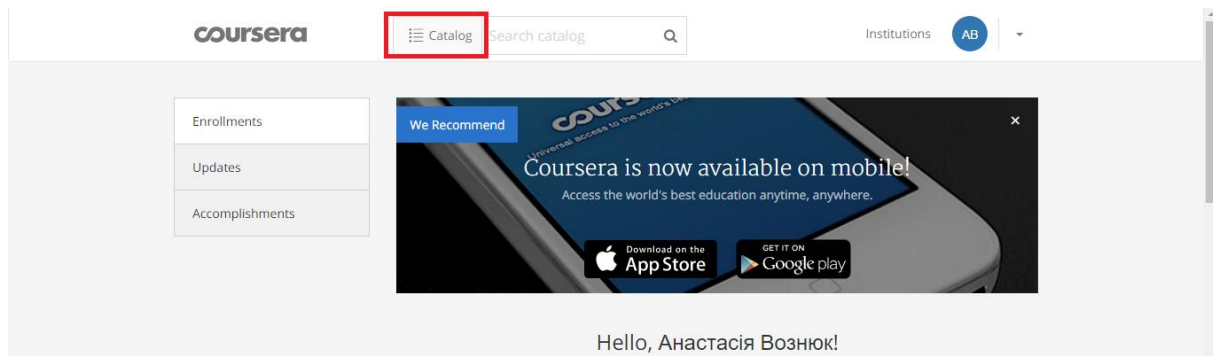 coursera
Catalog
Search catalog
Institutions
AB
Enrollments
Updates
Accomplishments
We Recommend
coursera
Universal access to the world's best
Coursera is now available on mobile!
Access the world's best education anytime, anywhere.
Download on the
App Store
GET IT ON
Google play
Hello, Анастасія Вознюк!